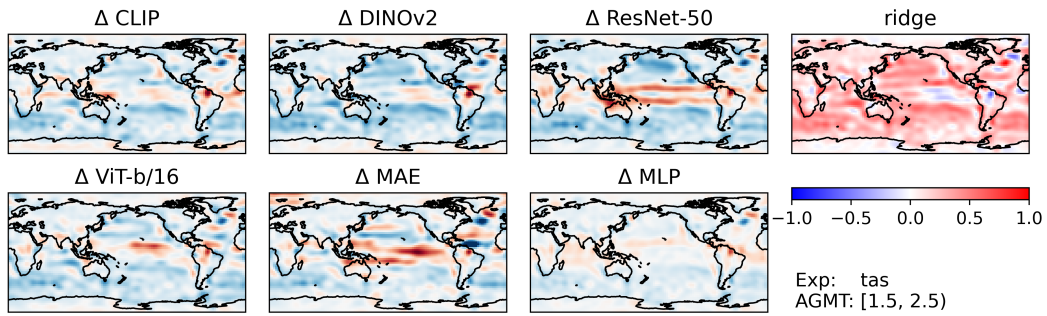 Δ CLIP
Δ DINOv2
Δ ResNet-50
ridge
Δ ViT-b/16
Δ MAE
Δ MLP
−1.0 −0.5 0.0 0.5 1.0
Exp: tas
AGMT: [1.5, 2.5)